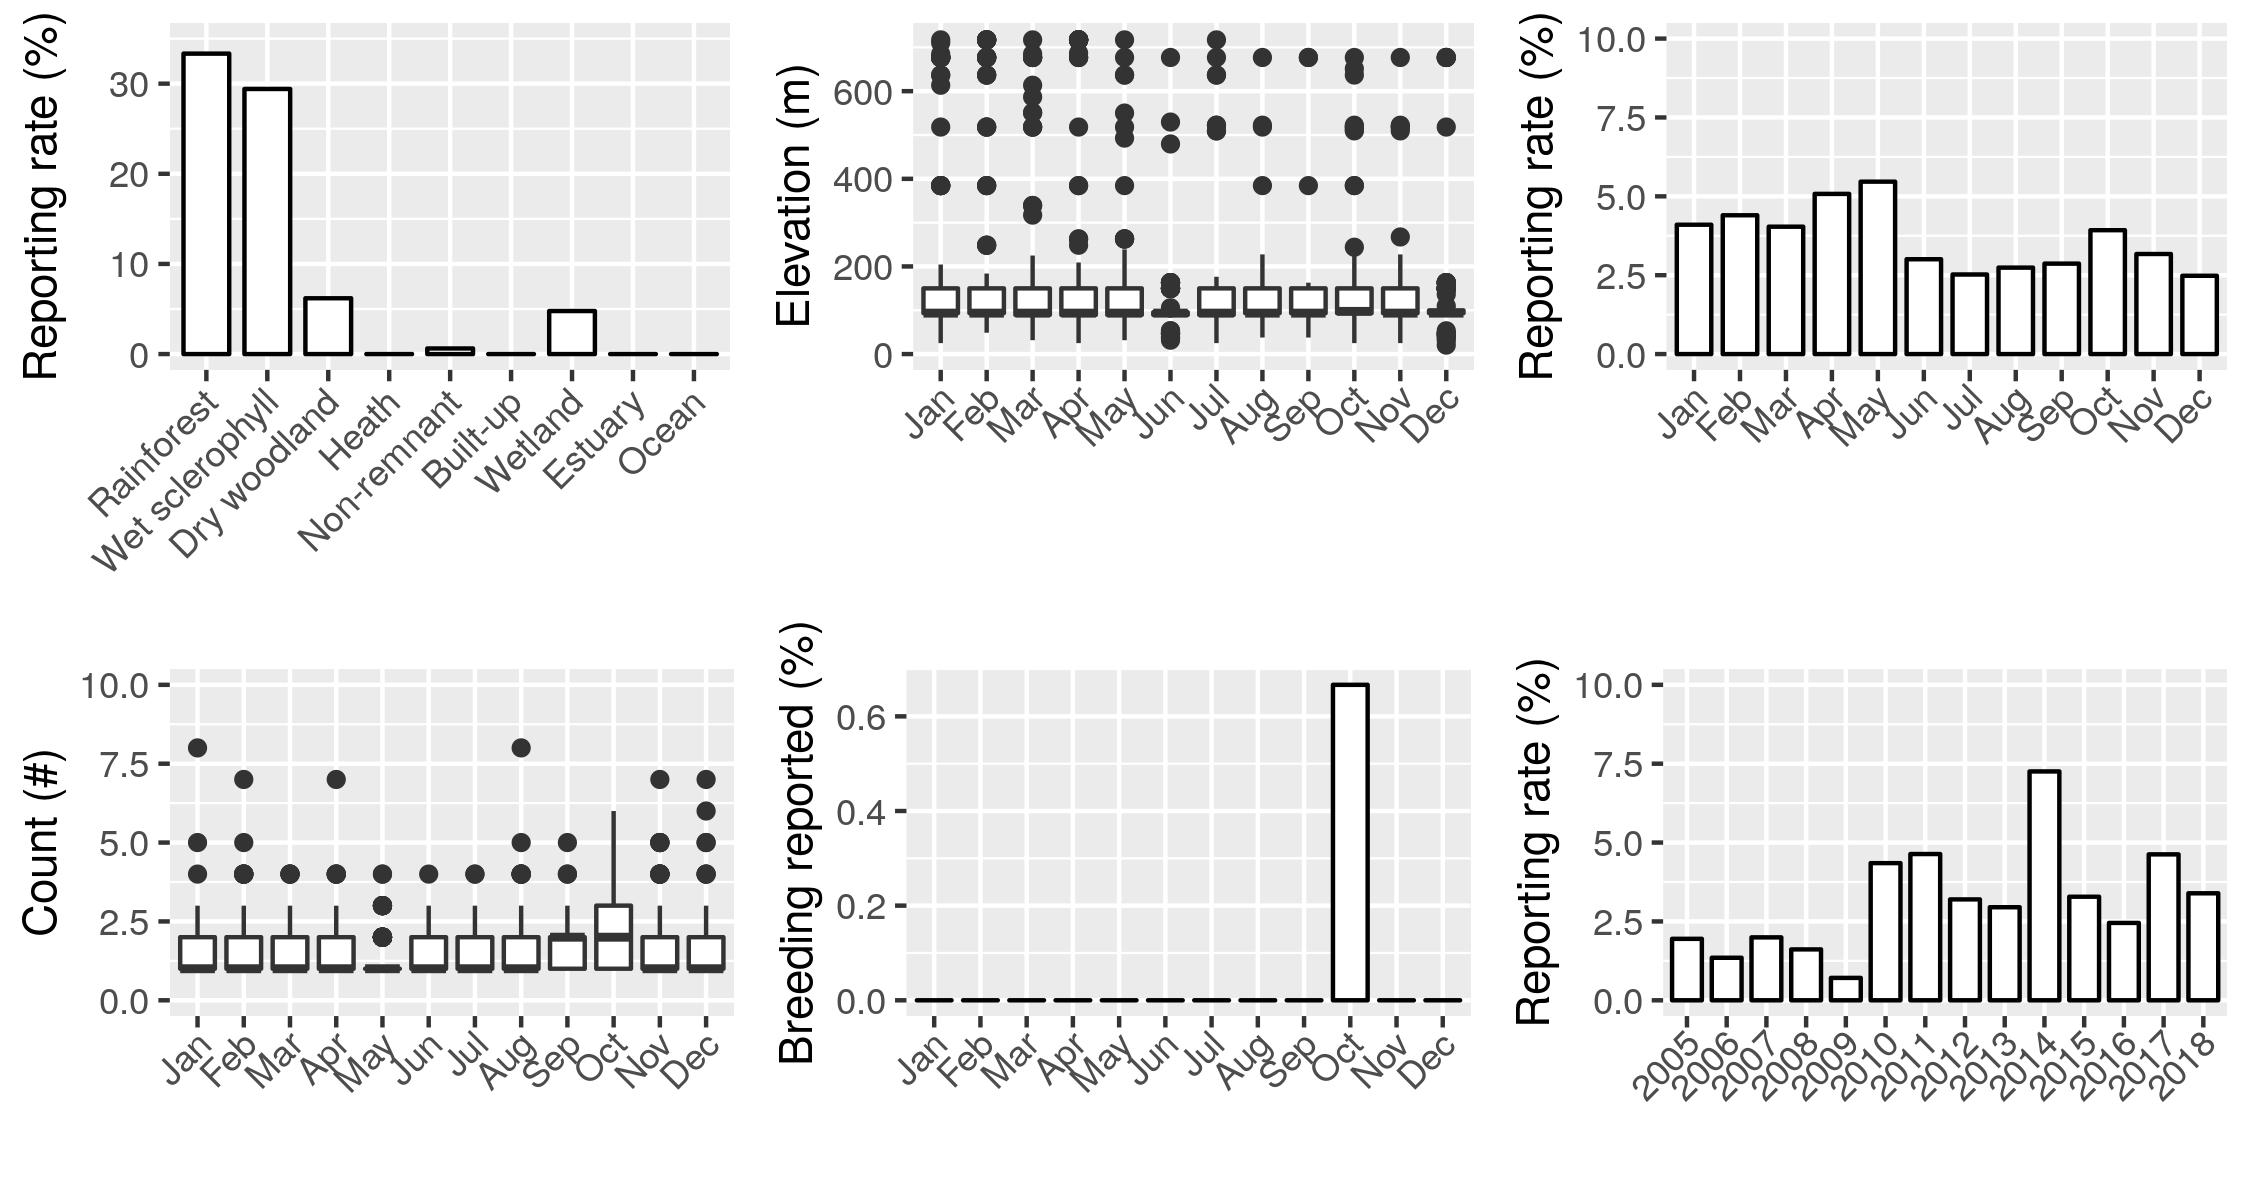 Reporting rate (%)
30
20
10
0
Rainforest
Wet sclerophyll
Dry woodland
Heath
Non-remnant
Built-up
Wetland
Estuary
Ocean
Elevation (m)
600
400
200
0
Jan
Feb
Mar
Apr
May
Jun
Jul
Aug
Sep
Oct
Nov
Dec
Reporting rate (%)
10.0
7.5
5.0
2.5
0.0
Jan
Feb
Mar
Apr
May
Jun
Jul
Aug
Sep
Oct
Nov
Dec
Count (#)
10.0
7.5
5.0
2.5
0.0
Jan
Feb
Mar
Apr
May
Jun
Jul
Aug
Sep
Oct
Nov
Dec
Breeding reported (%)
0.6
0.4
0.2
0.0
Jan
Feb
Mar
Apr
May
Jun
Jul
Aug
Sep
Oct
Nov
Dec
Reporting rate (%)
10.0
7.5
5.0
2.5
0.0
2005
2006
2007
2008
2009
2010
2011
2012
2013
2014
2015
2016
2017
2018